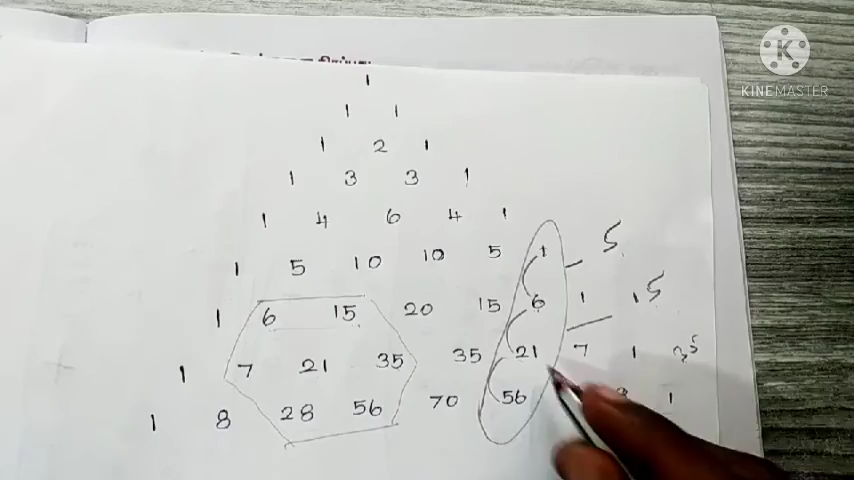 K
KINEMASTER
1
1 1
1 2 1
1 3 3 1
1 4 6 4 1
1 5 10 10 5 1 5
1 6 15 20 15 6 1 15
1 7 21 35 35 21 7 1 35
1 8 28 56 70 56 1